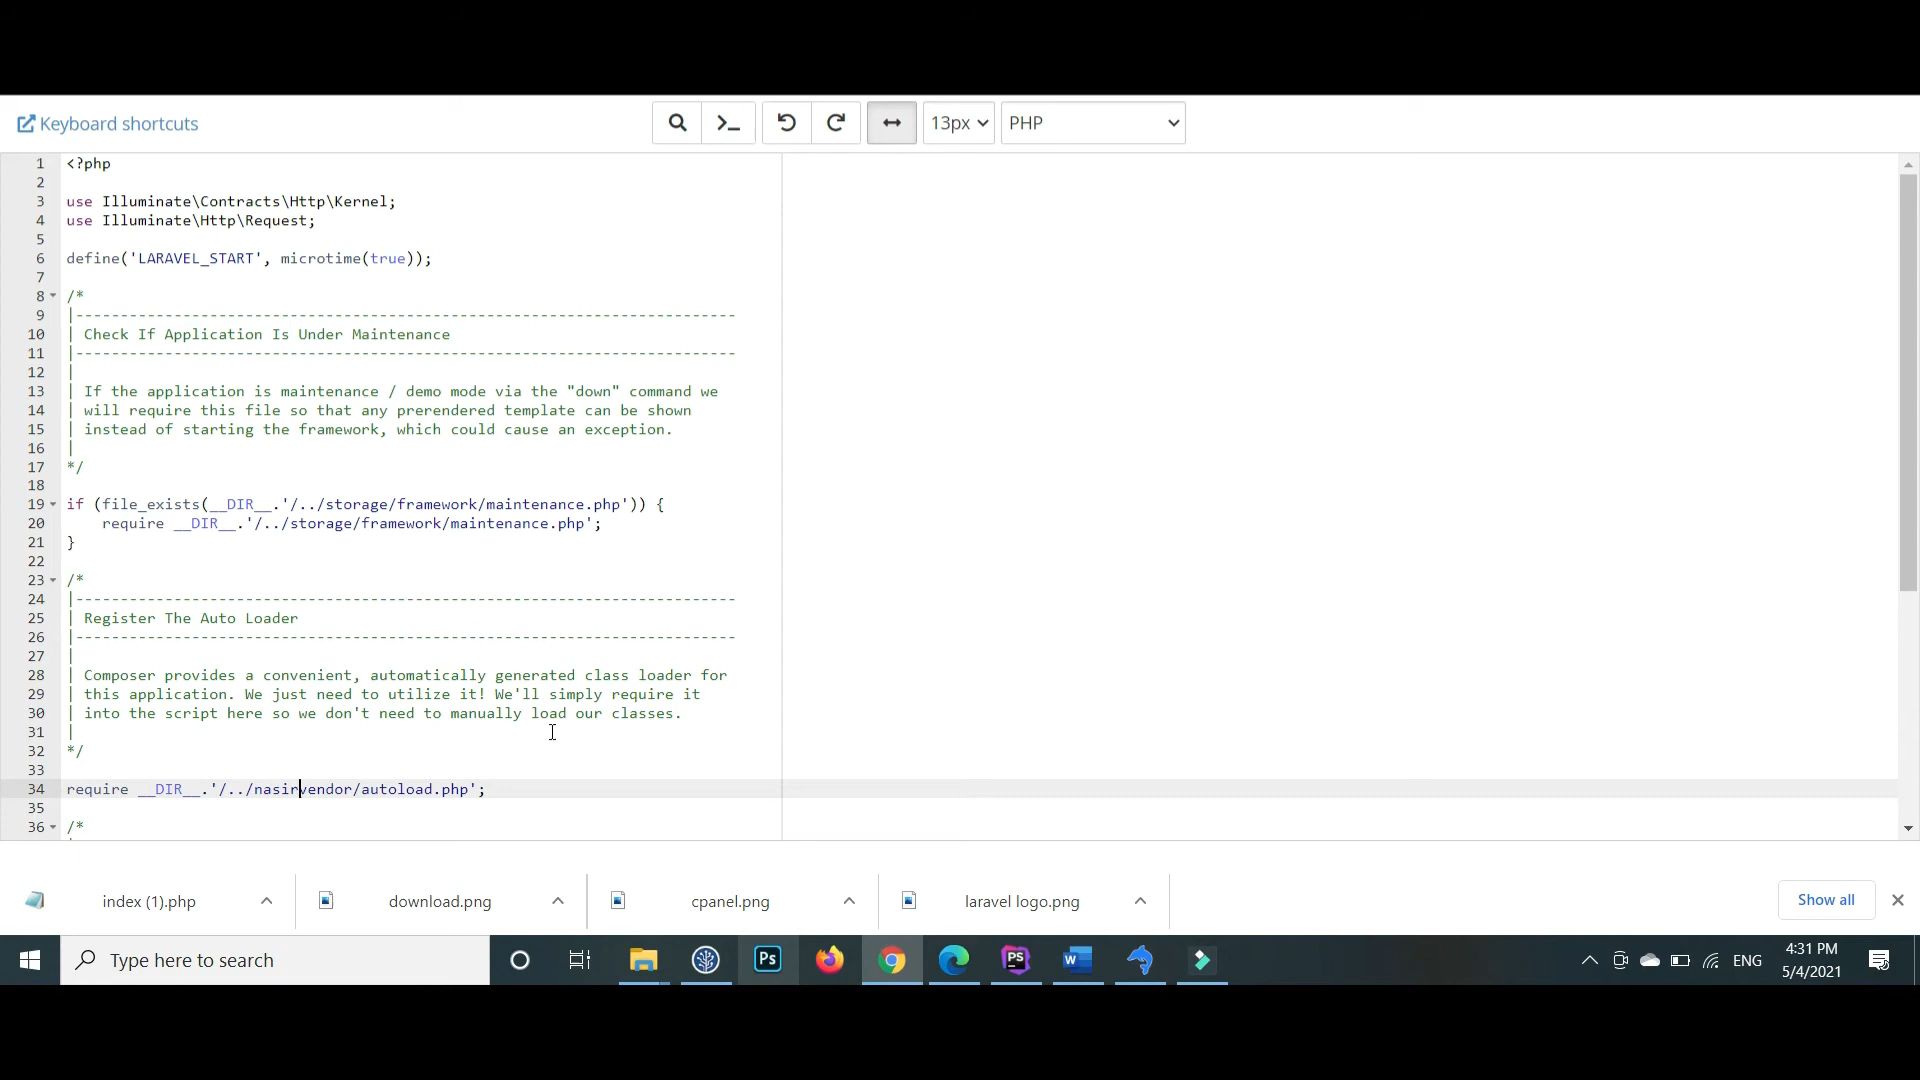 Keyboard shortcuts
13px
PHP
1 <?php
2
3 use Illuminate\Contracts\Http\Kernel;
4 use Illuminate\Http\Request;
5
6 define('LARAVEL_START', microtime(true));
7
8 /*
9 |--------------------------------------------------------------------------
10 | Check If Application Is Under Maintenance
11 |--------------------------------------------------------------------------
12 |
13 | If the application is maintenance / demo mode via the "down" command we
14 | will require this file so that any prerendered template can be shown
15 | instead of starting the framework, which could cause an exception.
16 |
17 */
18
19 if (file_exists(__DIR__.'/../storage/framework/maintenance.php')) {
20     require __DIR__.'/../storage/framework/maintenance.php';
21 }
22
23 /*
24 |--------------------------------------------------------------------------
25 | Register The Auto Loader
26 |--------------------------------------------------------------------------
27 |
28 | Composer provides a convenient, automatically generated class loader for
29 | this application. We just need to utilize it! We'll simply require it
30 | into the script here so we don't need to manually load our classes.
31 |
32 */
33
34 require __DIR__.'/../nasirvendor/autoload.php';
35
36 /*
index (1).php
download.png
cpanel.png
laravel logo.png
Show all
Type here to search
Ps
PS
W
ENG
4:31 PM
5/4/2021